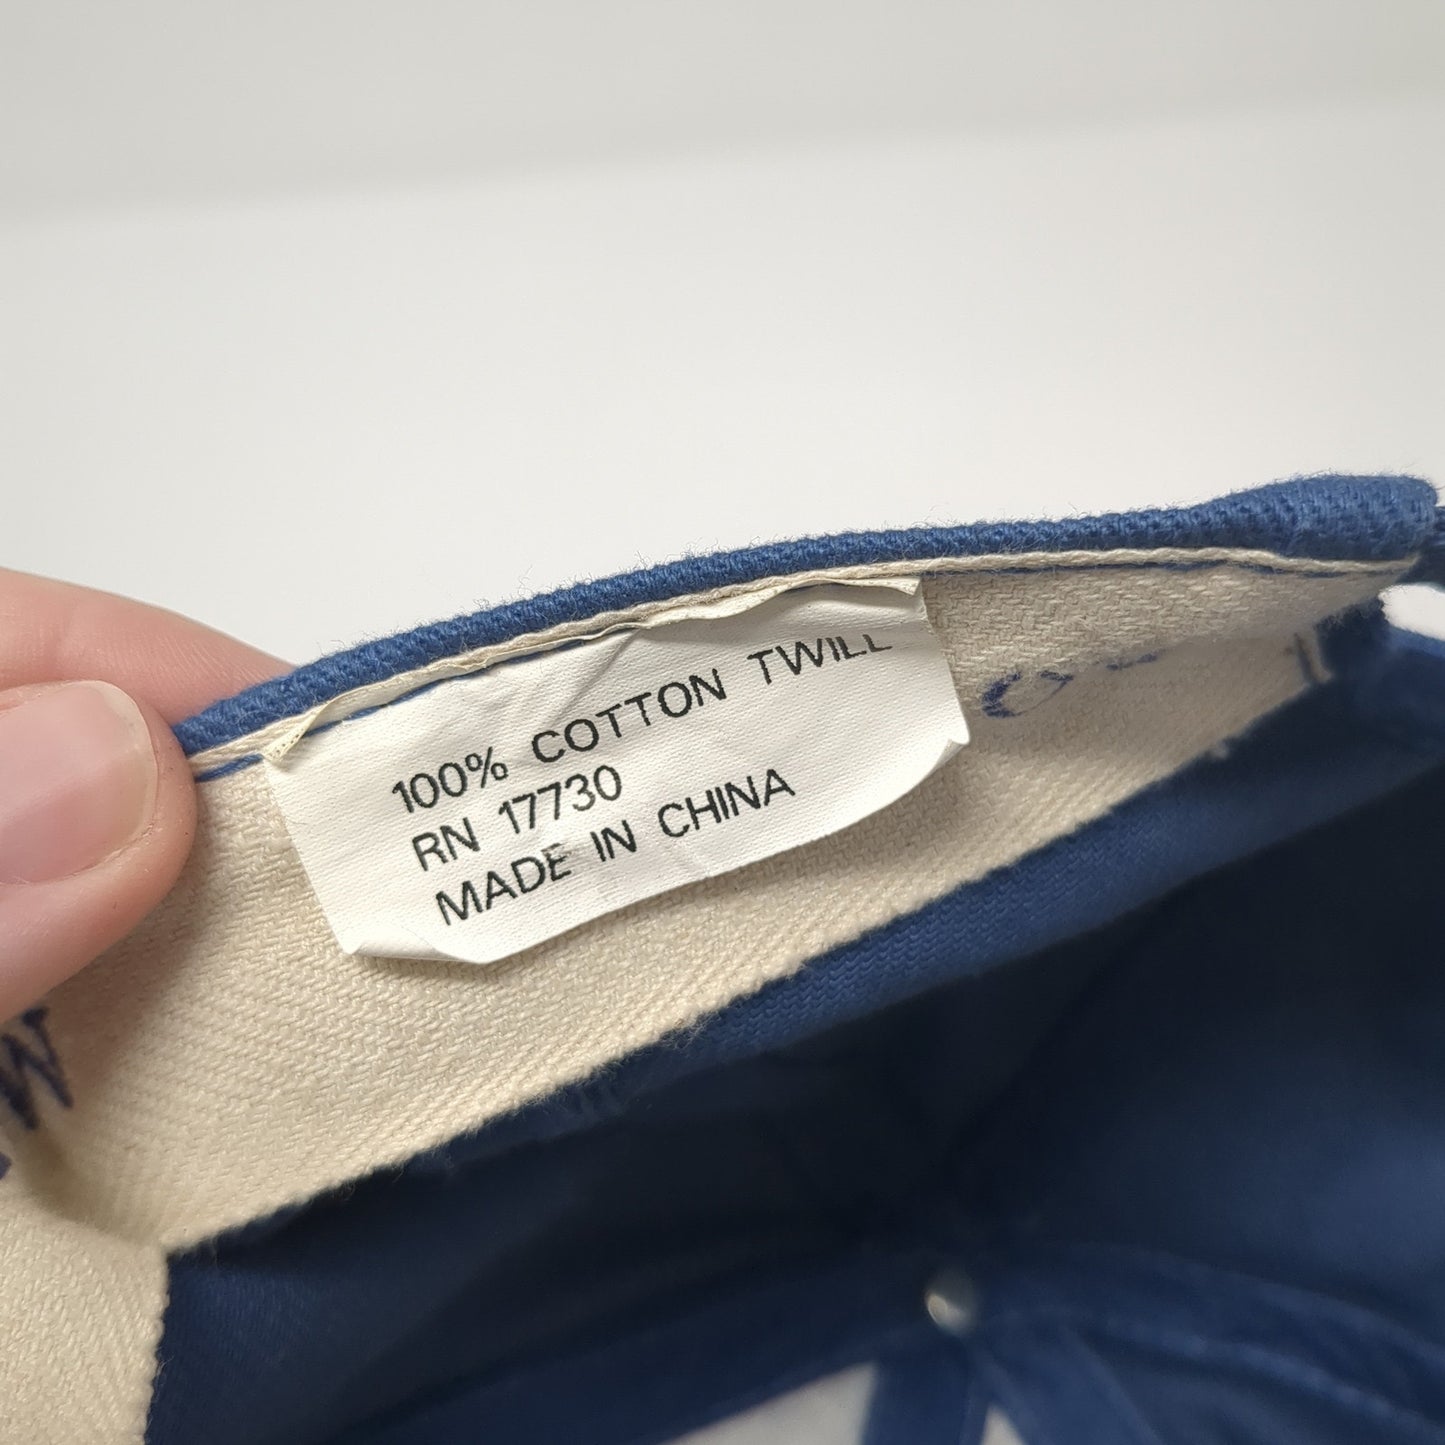 100% COTTON TWILL
RN 17730
MADE IN CHINA